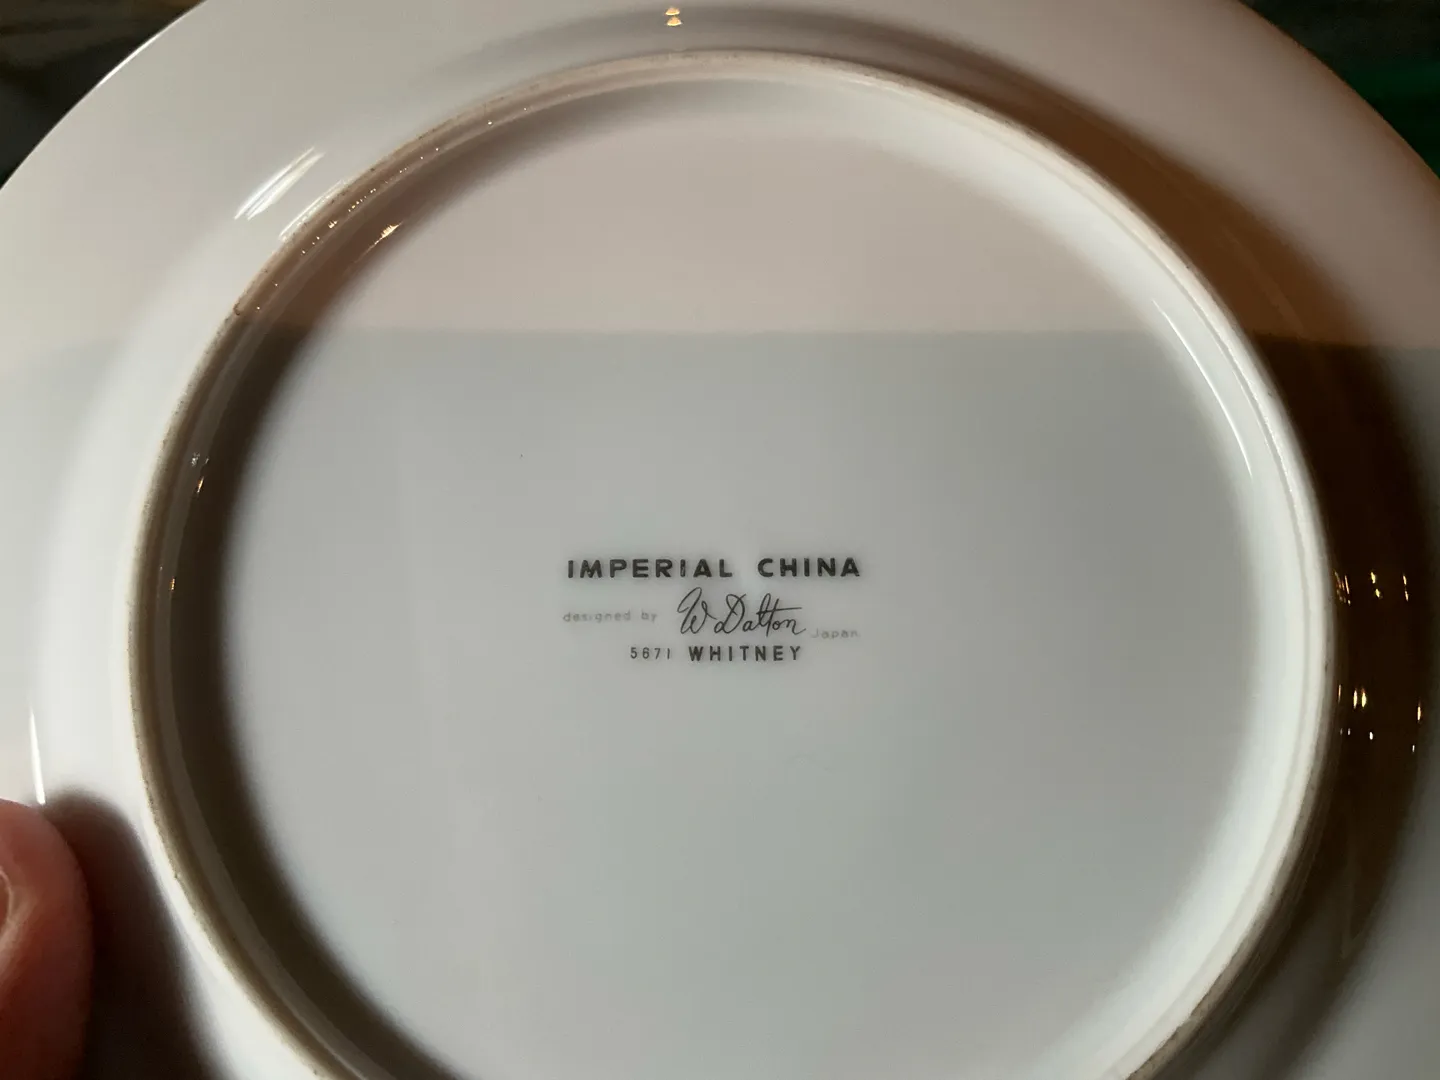 IMPERIAL CHINA
designed by W Dalton Japan
5671 WHITNEY